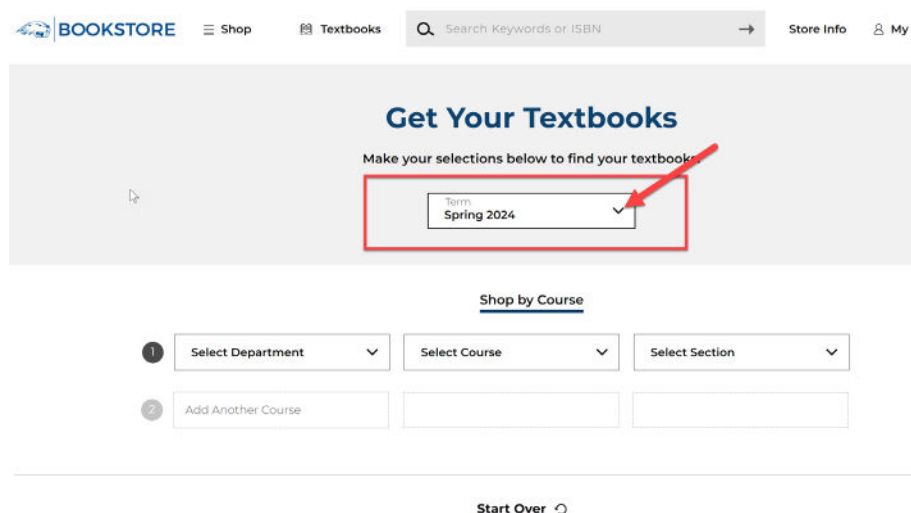 BOOKSTORE Shop Textbooks Search Keywords or ISBN Store Info My
Get Your Textbooks
Make your selections below to find your textbooks.
Term
Spring 2024
Shop by Course
1 Select Department Select Course Select Section
2 Add Another Course
Start Over